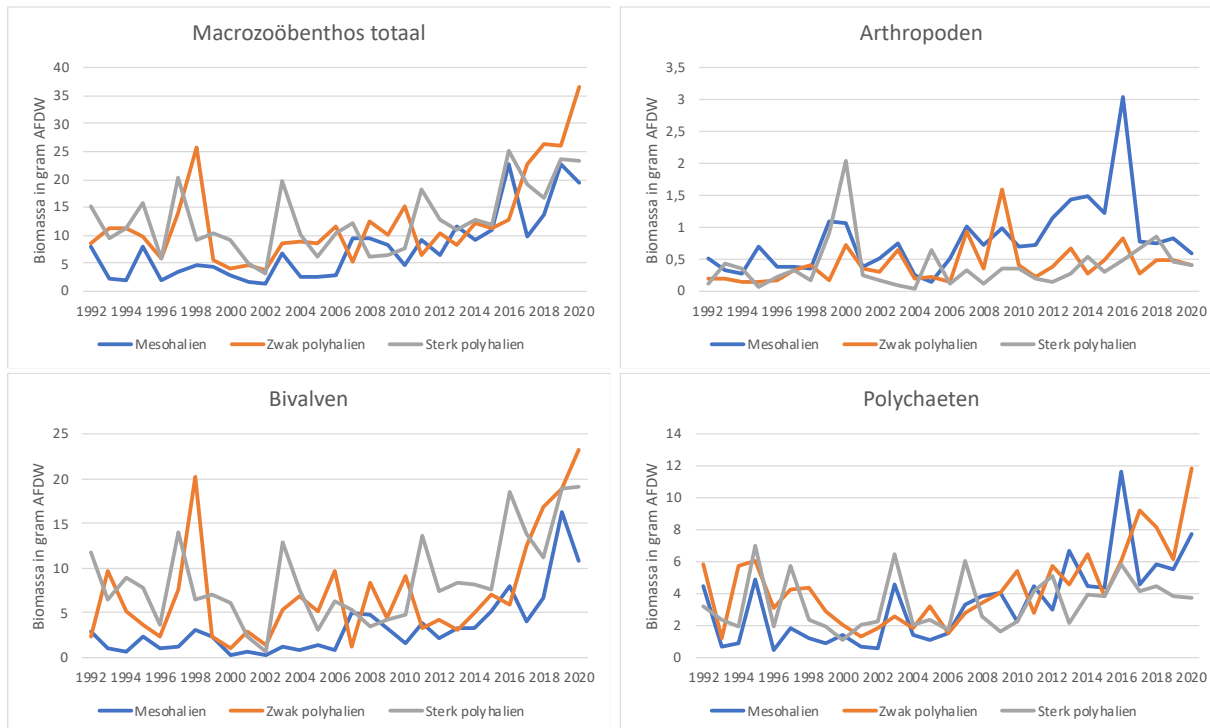 Macrozoöbenthos totaal
Biomassa in gram AFDW
40
35
30
25
20
15
10
5
0
1992 1994 1996 1998 2000 2002 2004 2006 2008 2010 2012 2014 2016 2018 2020
Mesohalien Zwak polyhalien Sterk polyhalien
Arthropoden
Biomassa in gram AFDW
3,5
3
2,5
2
1,5
1
0,5
0
1992 1994 1996 1998 2000 2002 2004 2006 2008 2010 2012 2014 2016 2018 2020
Mesohalien Zwak polyhalien Sterk polyhalien
Bivalven
Biomassa in gram AFDW
25
20
15
10
5
0
1992 1994 1996 1998 2000 2002 2004 2006 2008 2010 2012 2014 2016 2018 2020
Mesohalien Zwak polyhalien Sterk polyhalien
Polychaeten
Biomassa in gram AFDW
14
12
10
8
6
4
2
0
1992 1994 1996 1998 2000 2002 2004 2006 2008 2010 2012 2014 2016 2018 2020
Mesohalien Zwak polyhalien Sterk polyhalien